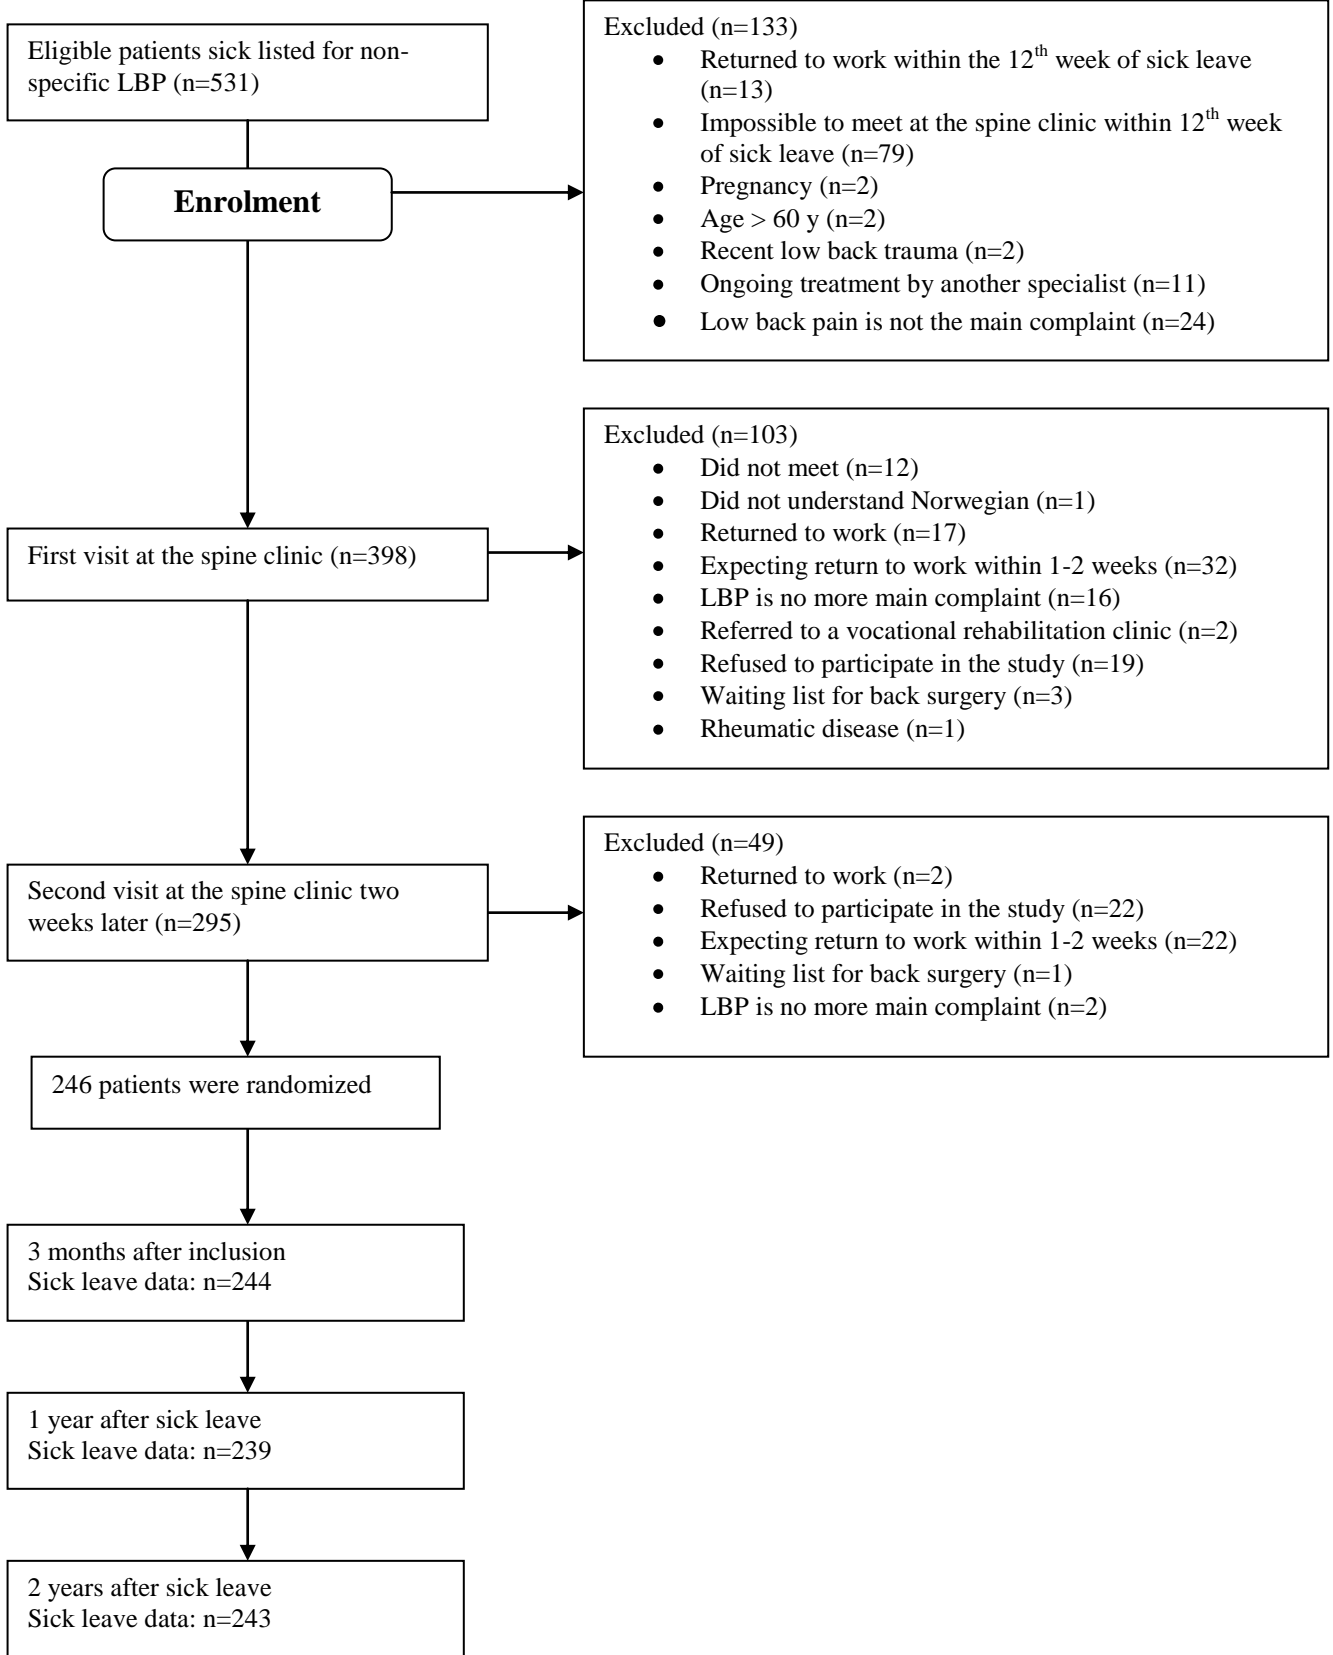 Eligible patients sick listed for non-
specific LBP (n=531)
Enrolment
Excluded (n=133)
• Returned to work within the 12th week of sick leave
(n=13)
• Impossible to meet at the spine clinic within 12th week
of sick leave (n=79)
• Pregnancy (n=2)
• Age > 60 y (n=2)
• Recent low back trauma (n=2)
• Ongoing treatment by another specialist (n=11)
• Low back pain is not the main complaint (n=24)
First visit at the spine clinic (n=398)
Excluded (n=103)
• Did not meet (n=12)
• Did not understand Norwegian (n=1)
• Returned to work (n=17)
• Expecting return to work within 1-2 weeks (n=32)
• LBP is no more main complaint (n=16)
• Referred to a vocational rehabilitation clinic (n=2)
• Refused to participate in the study (n=19)
• Waiting list for back surgery (n=3)
• Rheumatic disease (n=1)
Second visit at the spine clinic two
weeks later (n=295)
Excluded (n=49)
• Returned to work (n=2)
• Refused to participate in the study (n=22)
• Expecting return to work within 1-2 weeks (n=22)
• Waiting list for back surgery (n=1)
• LBP is no more main complaint (n=2)
246 patients were randomized
3 months after inclusion
Sick leave data: n=244
1 year after sick leave
Sick leave data: n=239
2 years after sick leave
Sick leave data: n=243